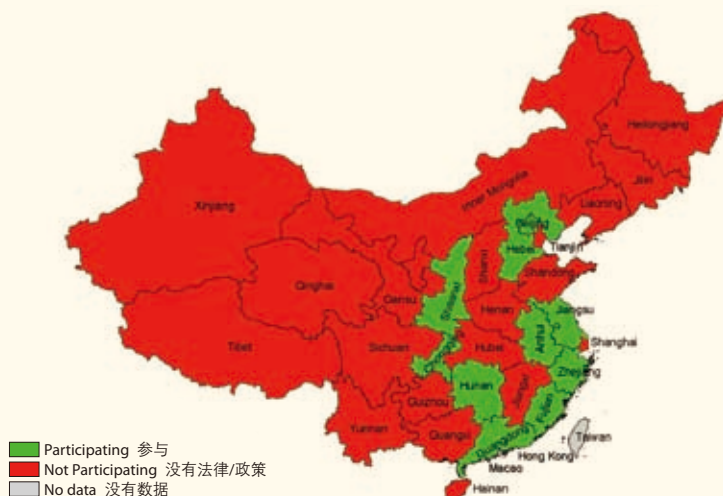 Heilongjiang
Jilin
Inner Mongolia
Liaoning
Xinjiang
Beijing
Hebei
Tianjin
Shanxi
Shandong
Qinghai
Gansu
Shaanxi
Henan
Jiangsu
Tibet
Sichuan
Chongqing
Hubei
Anhui
Shanghai
Zhejiang
Hunan
Jiangxi
Guizhou
Fujian
Yunnan
Guangxi
Guangdong
Taiwan
Hong Kong
Macao
Hainan
Participating 参与
Not Participating 没有法律/政策
No data 没有数据